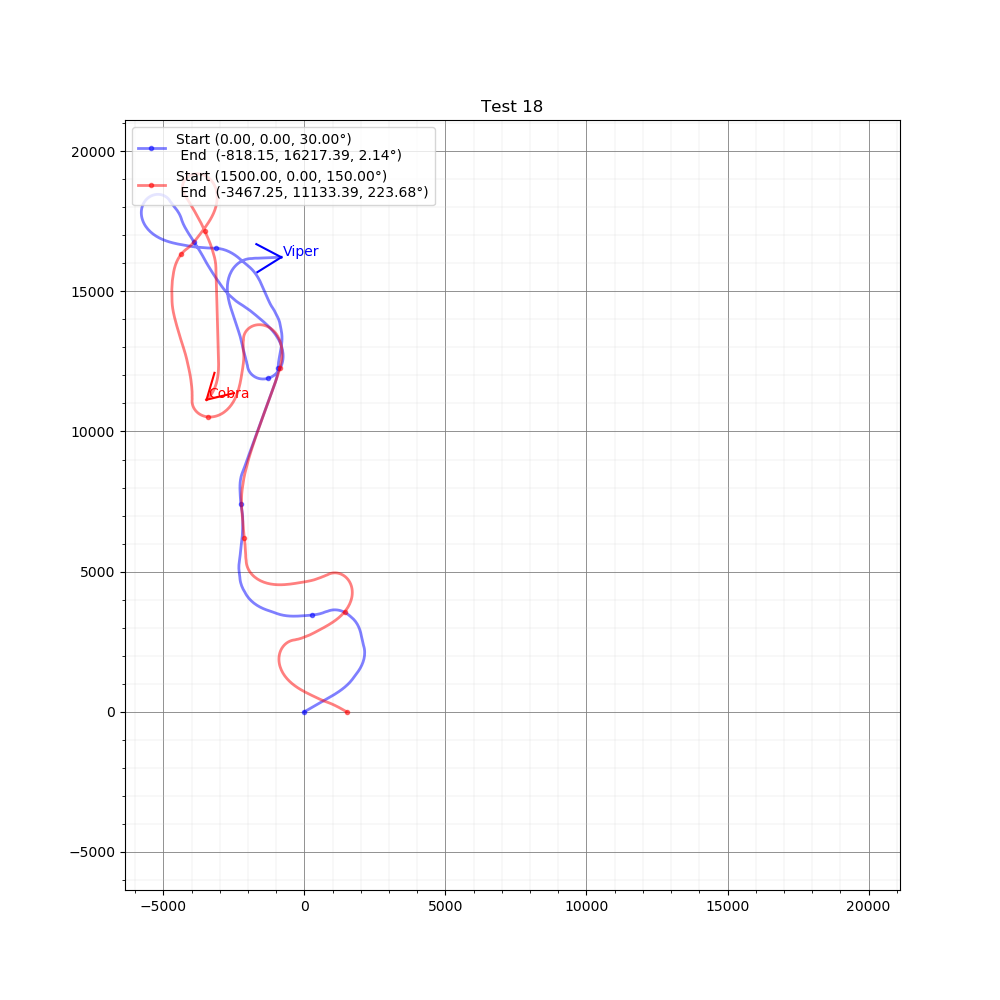 Test 18
Start (0.00, 0.00, 30.00°)
End (-818.15, 16217.39, 2.14°)
Start (1500.00, 0.00, 150.00°)
End (-3467.25, 11133.39, 223.68°)
20000
15000
10000
5000
0
−5000
Viper
Cobra
−5000 0 5000 10000 15000 20000